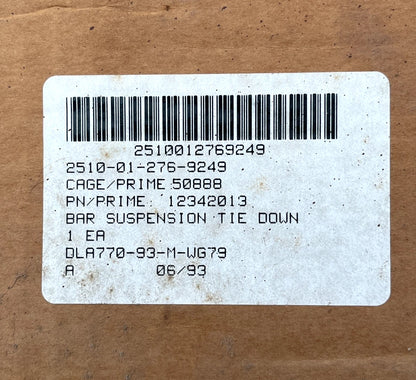 2510012769249
2510-01-276-9249
CAGE/PRIME:50888
PN/PRIME: 12342013
BAR SUSPENSION TIE DOWN
1 EA
DLA770-93-M-WG79
A 06/93